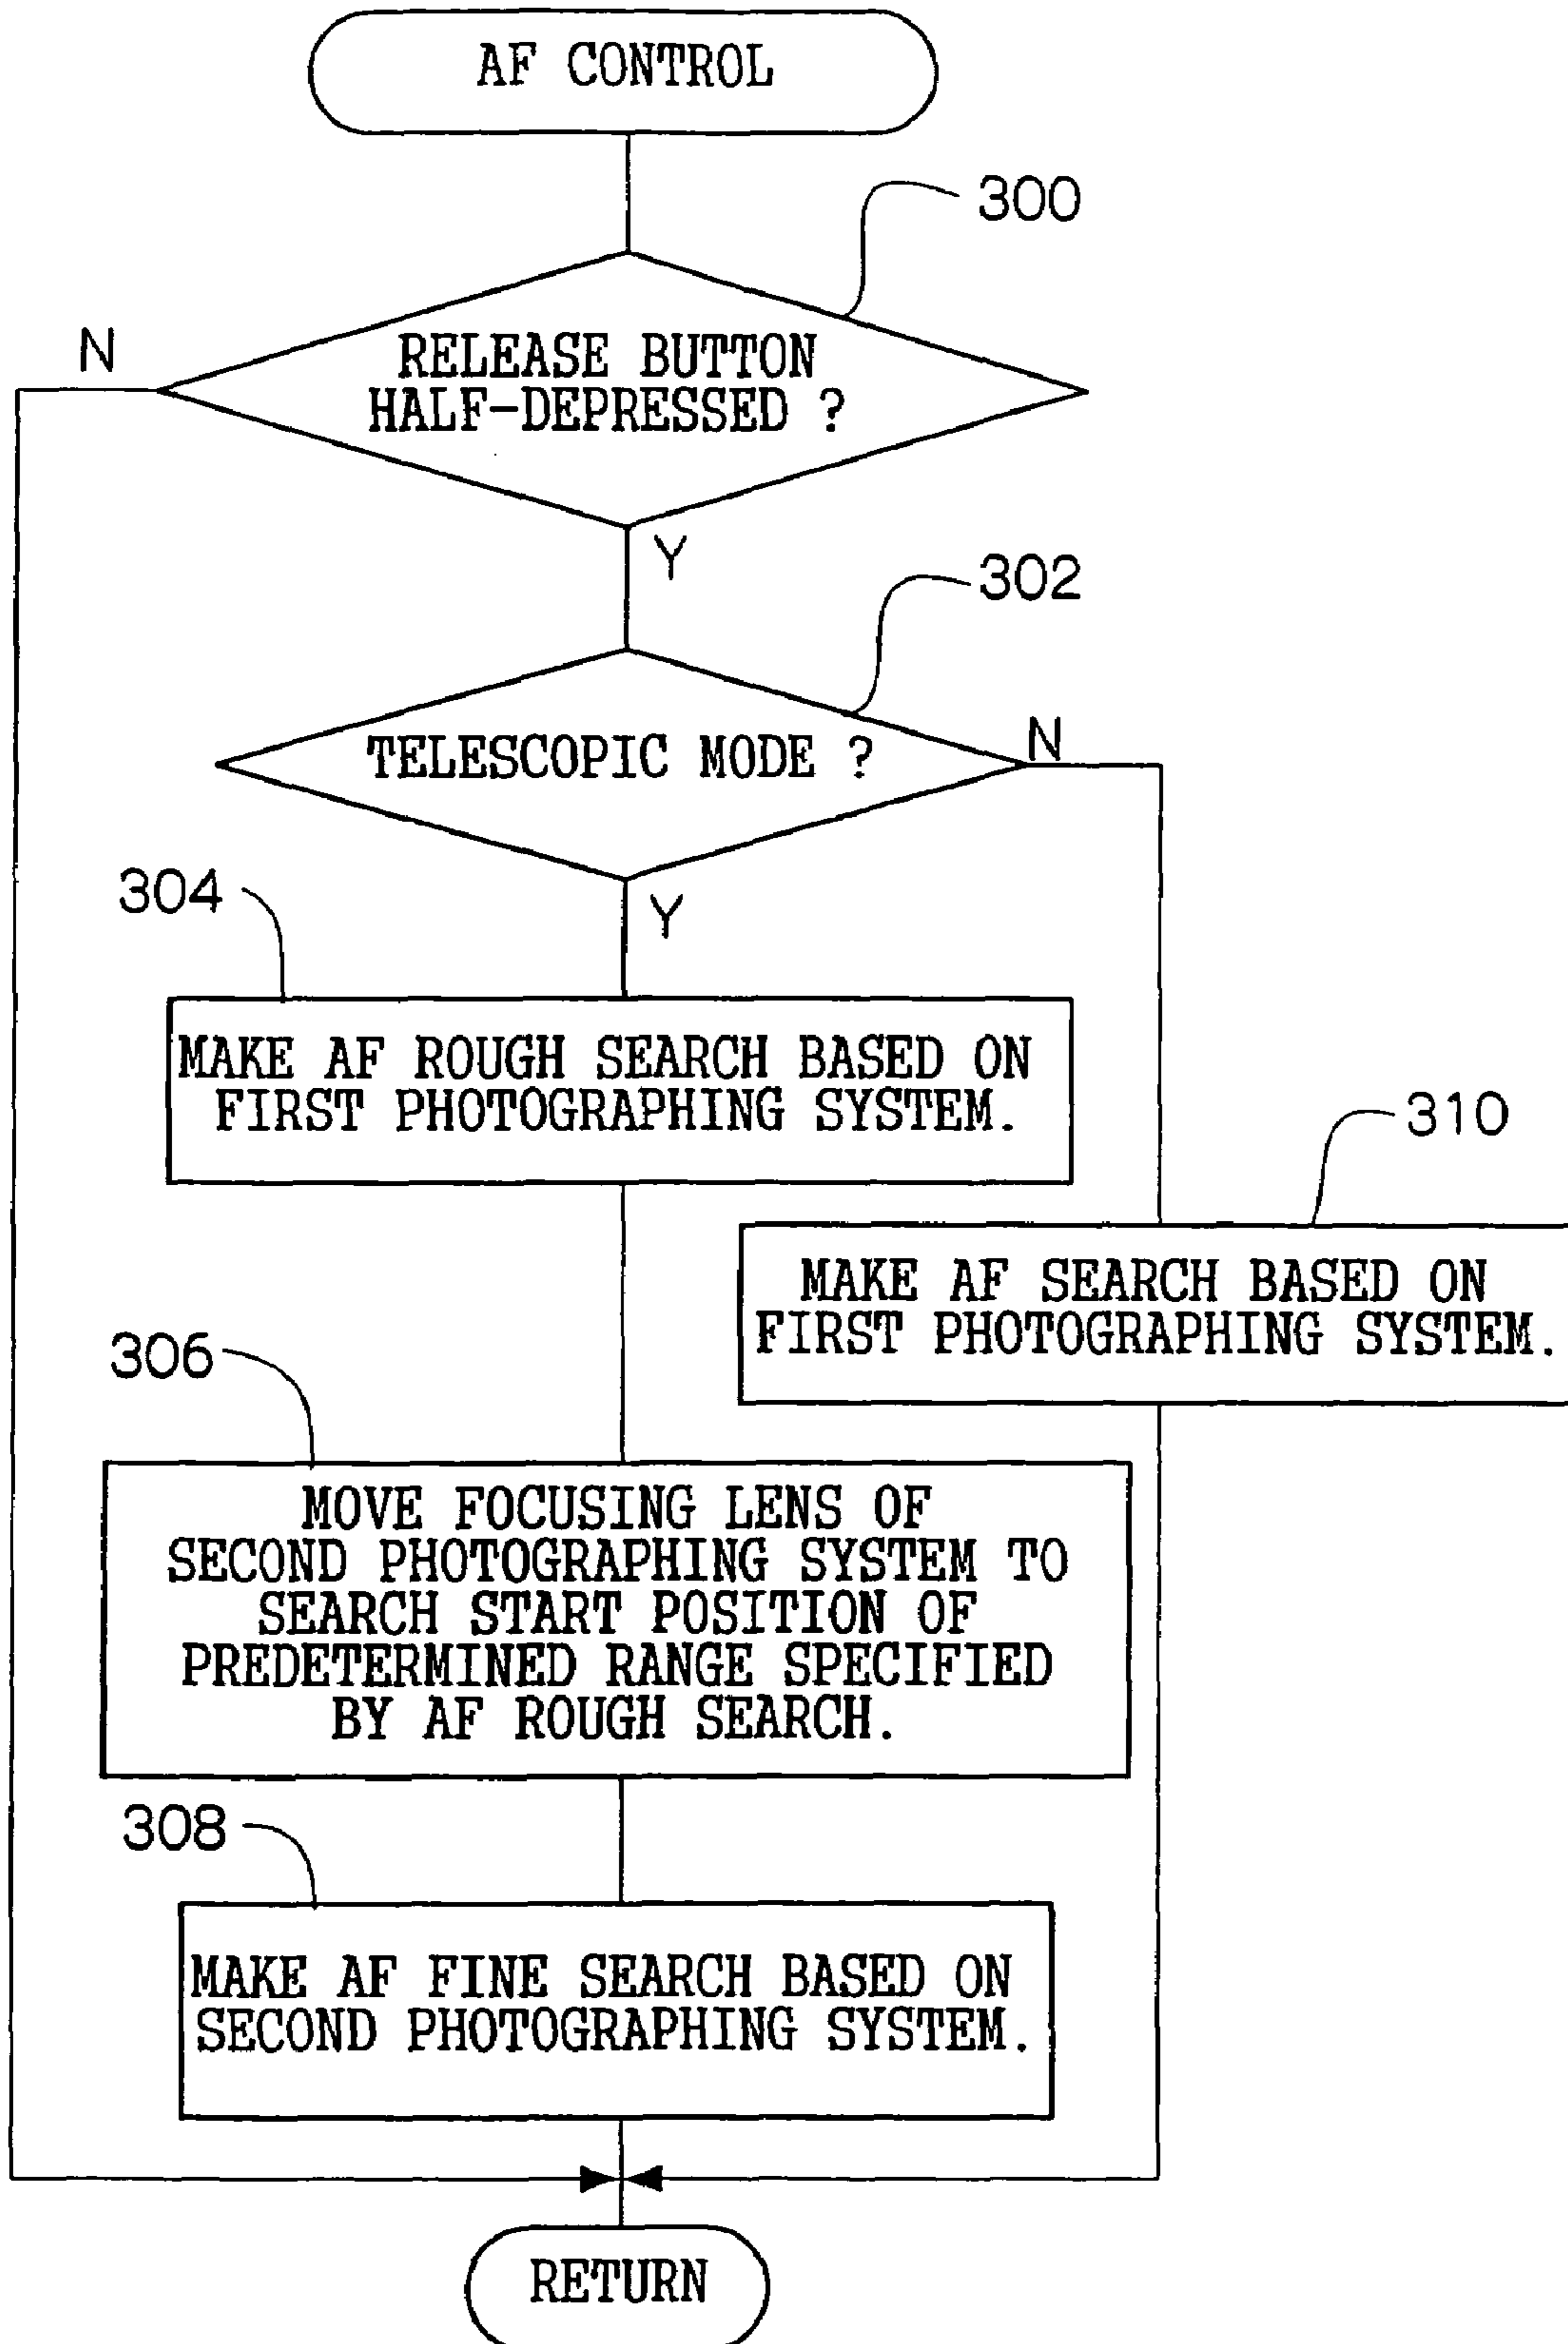 AF CONTROL
300
N
RELEASE BUTTON
HALF-DEPRESSED ?
Y
302
TELESCOPIC MODE ?
N
304
Y
MAKE AF ROUGH SEARCH BASED ON
FIRST PHOTOGRAPHING SYSTEM.
310
MAKE AF SEARCH BASED ON
FIRST PHOTOGRAPHING SYSTEM.
306
MOVE FOCUSING LENS OF
SECOND PHOTOGRAPHING SYSTEM TO
SEARCH START POSITION OF
PREDETERMINED RANGE SPECIFIED
BY AF ROUGH SEARCH.
308
MAKE AF FINE SEARCH BASED ON
SECOND PHOTOGRAPHING SYSTEM.
RETURN